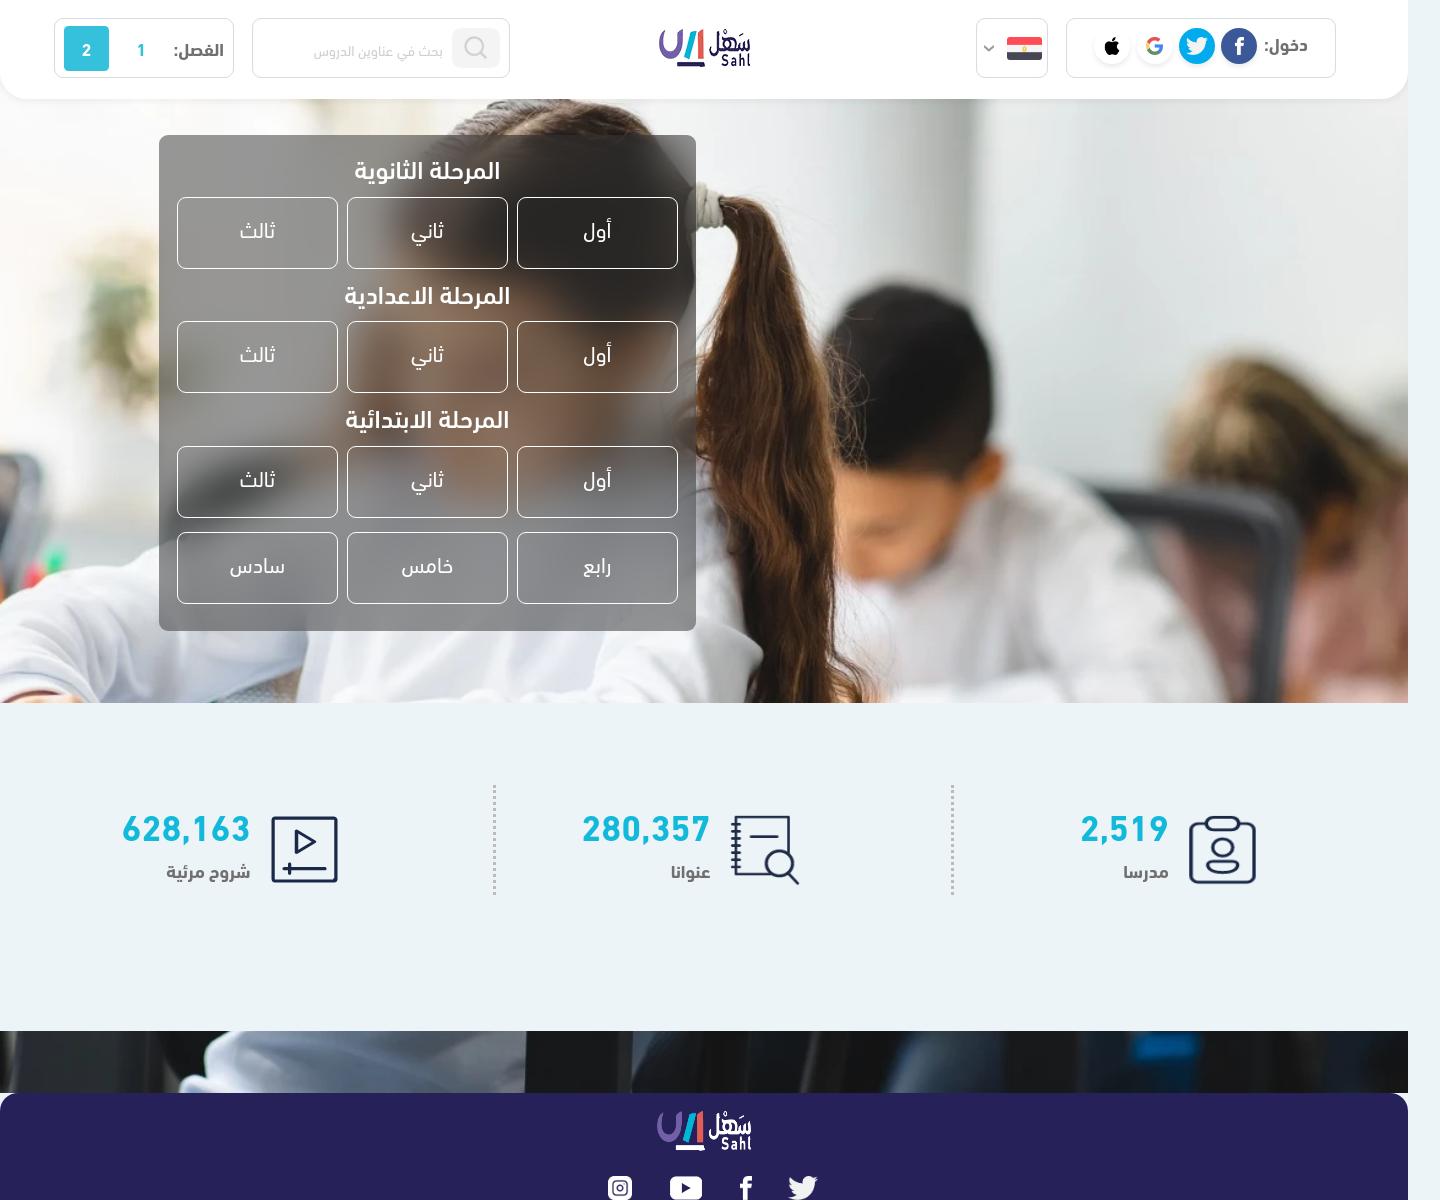 دخول:
سهل
Sahl
بحث في عناوين الدروس
الفصل: 1 2
المرحلة الثانوية
أول ثاني ثالث
المرحلة الاعدادية
أول ثاني ثالث
المرحلة الابتدائية
أول ثاني ثالث
رابع خامس سادس
2,519
مدرسا
280,357
عنوانا
628,163
شروح مرئية
سهل
Sahl